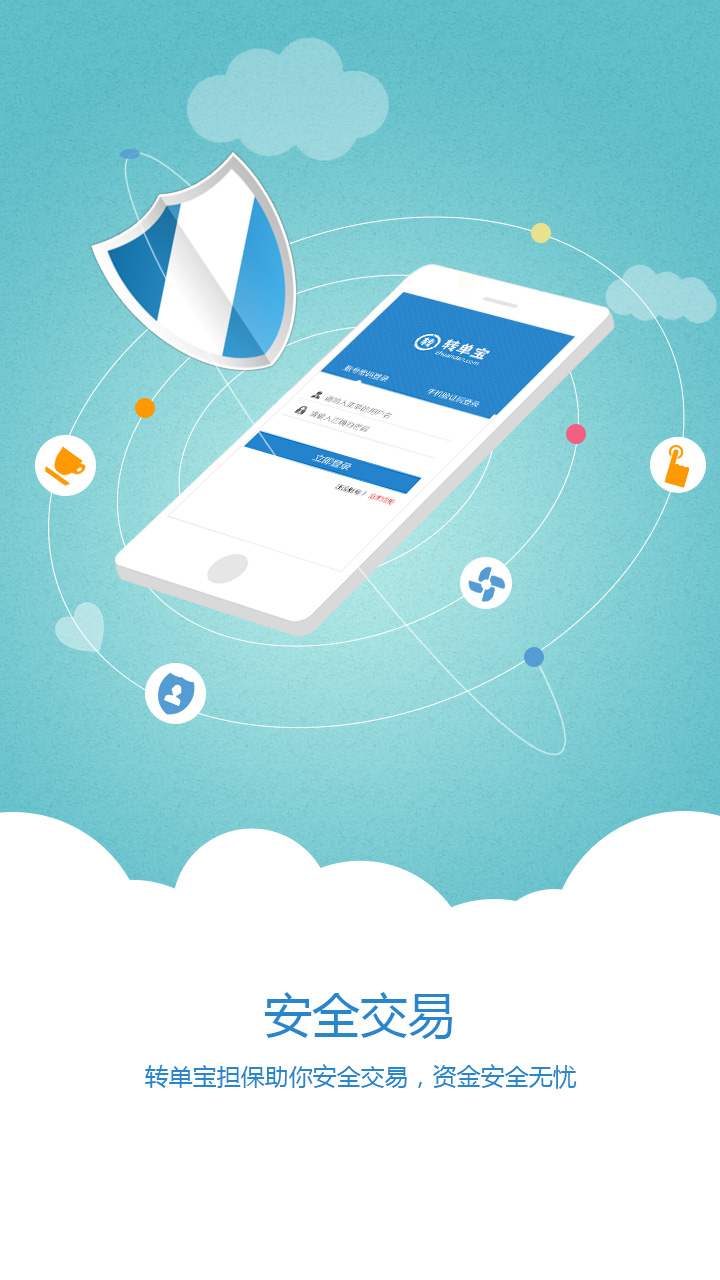 转
转单宝
zhuandan.com
账号密码登录
手机验证码登录
请输入正确的用户名
请输入正确的密码
立即登录
还没账号？ 立即注册
安全交易
转单宝担保助你安全交易，资金安全无忧